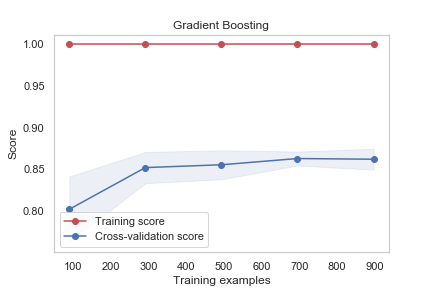 Gradient Boosting
1.00
0.95
0.90
0.85
0.80
Score
Training score
Cross-validation score
100 200 300 400 500 600 700 800 900
Training examples